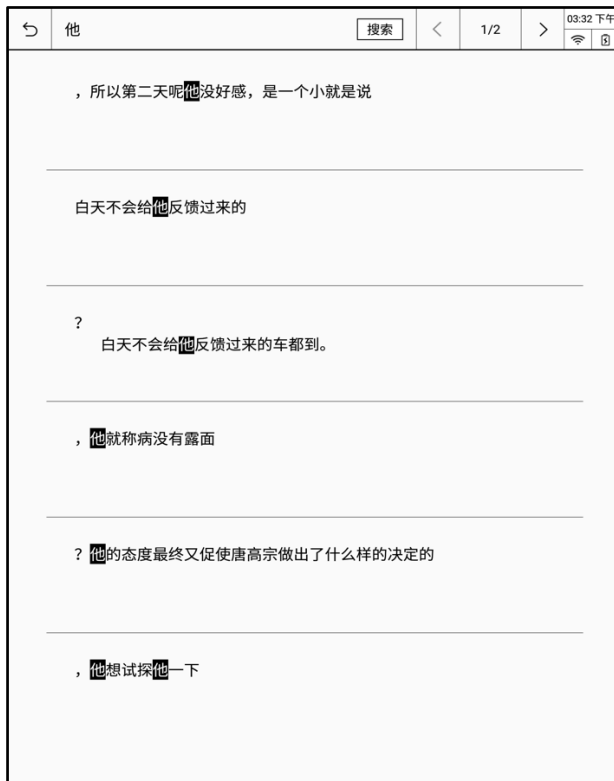 他
搜索
1/2
03:32 下午
，所以第二天呢他没好感，是一个小就是说
白天不会给他反馈过来的
？
白天不会给他反馈过来的车都到。
，他就称病没有露面
？他的态度最终又促使唐高宗做出了什么样的决定的
，他想试探他一下